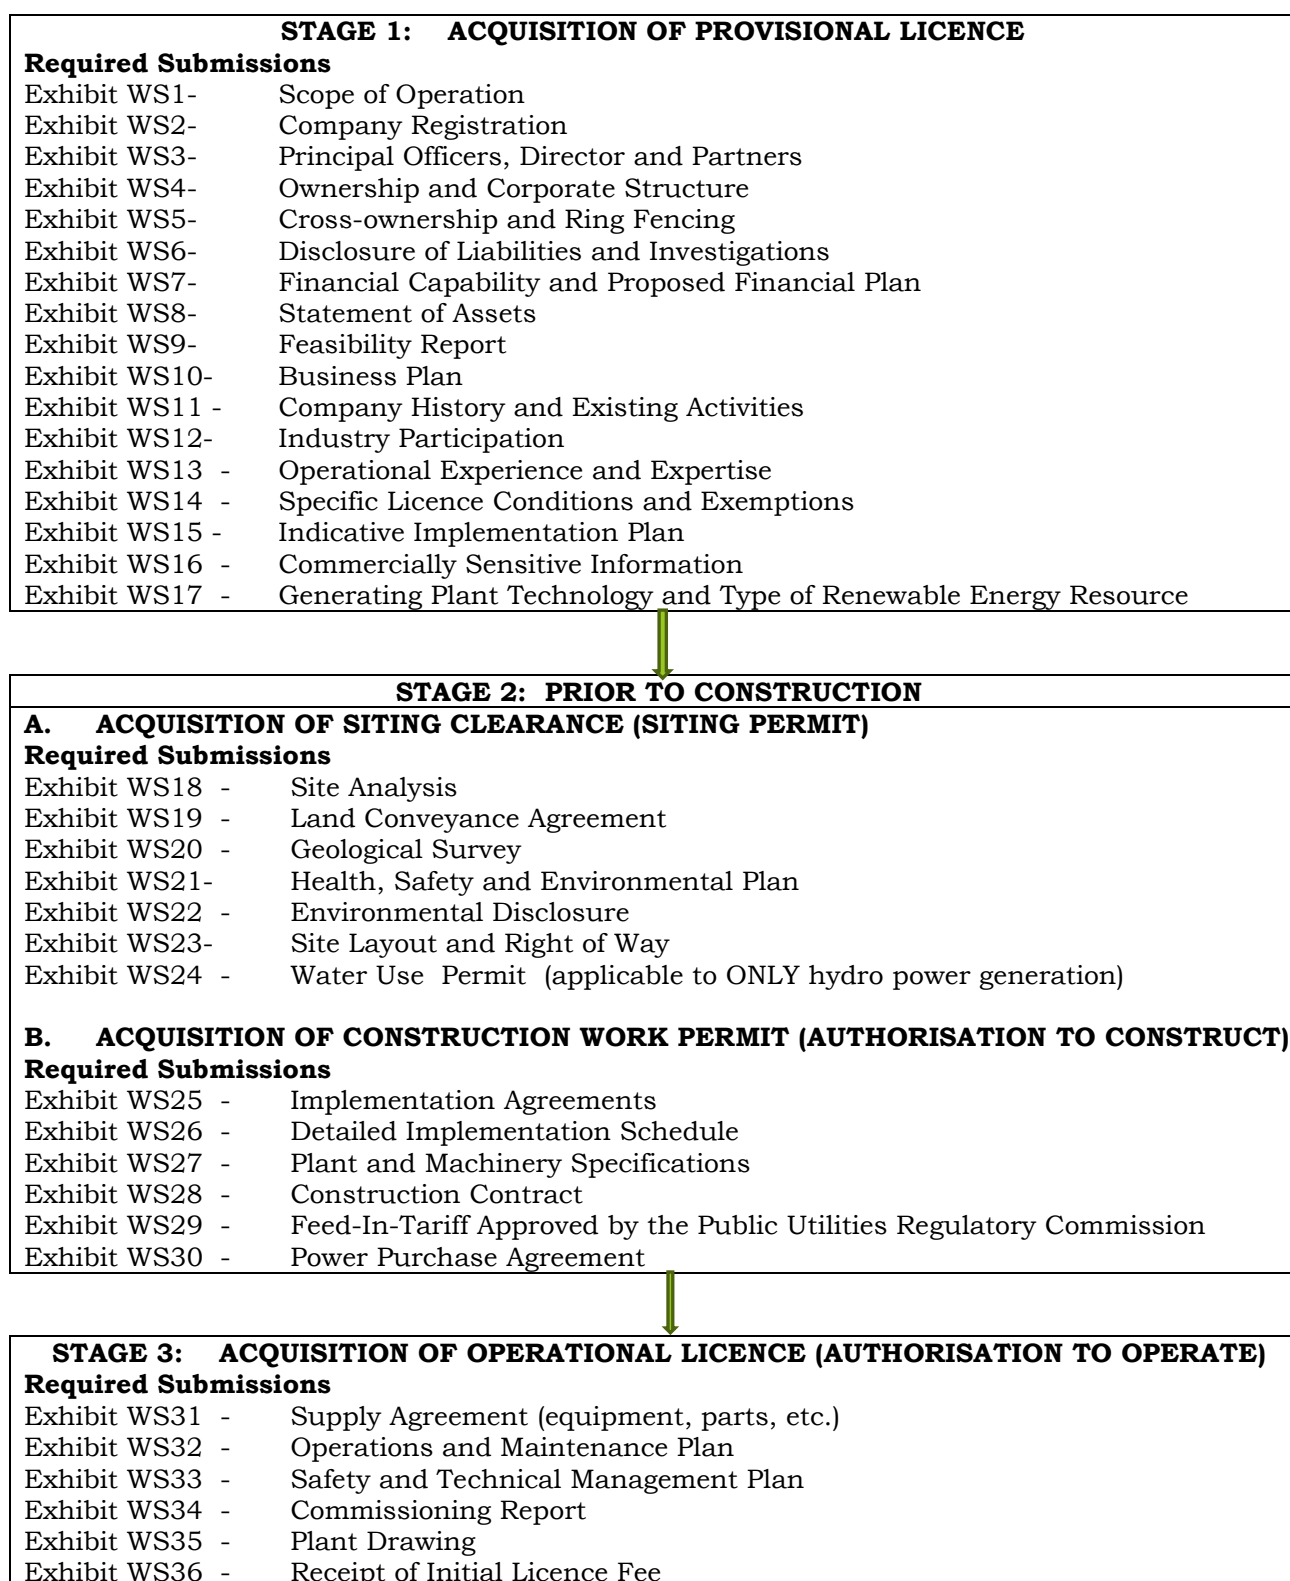 STAGE 1: ACQUISITION OF PROVISIONAL LICENCE
Required Submissions
Exhibit WS1- Scope of Operation
Exhibit WS2- Company Registration
Exhibit WS3- Principal Officers, Director and Partners
Exhibit WS4- Ownership and Corporate Structure
Exhibit WS5- Cross-ownership and Ring Fencing
Exhibit WS6- Disclosure of Liabilities and Investigations
Exhibit WS7- Financial Capability and Proposed Financial Plan
Exhibit WS8- Statement of Assets
Exhibit WS9- Feasibility Report
Exhibit WS10- Business Plan
Exhibit WS11 - Company History and Existing Activities
Exhibit WS12- Industry Participation
Exhibit WS13 - Operational Experience and Expertise
Exhibit WS14 - Specific Licence Conditions and Exemptions
Exhibit WS15 - Indicative Implementation Plan
Exhibit WS16 - Commercially Sensitive Information
Exhibit WS17 - Generating Plant Technology and Type of Renewable Energy Resource
STAGE 2: PRIOR TO CONSTRUCTION
A. ACQUISITION OF SITING CLEARANCE (SITING PERMIT)
Required Submissions
Exhibit WS18 - Site Analysis
Exhibit WS19 - Land Conveyance Agreement
Exhibit WS20 - Geological Survey
Exhibit WS21- Health, Safety and Environmental Plan
Exhibit WS22 - Environmental Disclosure
Exhibit WS23- Site Layout and Right of Way
Exhibit WS24 - Water Use Permit (applicable to ONLY hydro power generation)
B. ACQUISITION OF CONSTRUCTION WORK PERMIT (AUTHORISATION TO CONSTRUCT)
Required Submissions
Exhibit WS25 - Implementation Agreements
Exhibit WS26 - Detailed Implementation Schedule
Exhibit WS27 - Plant and Machinery Specifications
Exhibit WS28 - Construction Contract
Exhibit WS29 - Feed-In-Tariff Approved by the Public Utilities Regulatory Commission
Exhibit WS30 - Power Purchase Agreement
STAGE 3: ACQUISITION OF OPERATIONAL LICENCE (AUTHORISATION TO OPERATE)
Required Submissions
Exhibit WS31 - Supply Agreement (equipment, parts, etc.)
Exhibit WS32 - Operations and Maintenance Plan
Exhibit WS33 - Safety and Technical Management Plan
Exhibit WS34 - Commissioning Report
Exhibit WS35 - Plant Drawing
Exhibit WS36 - Receipt of Initial Licence Fee